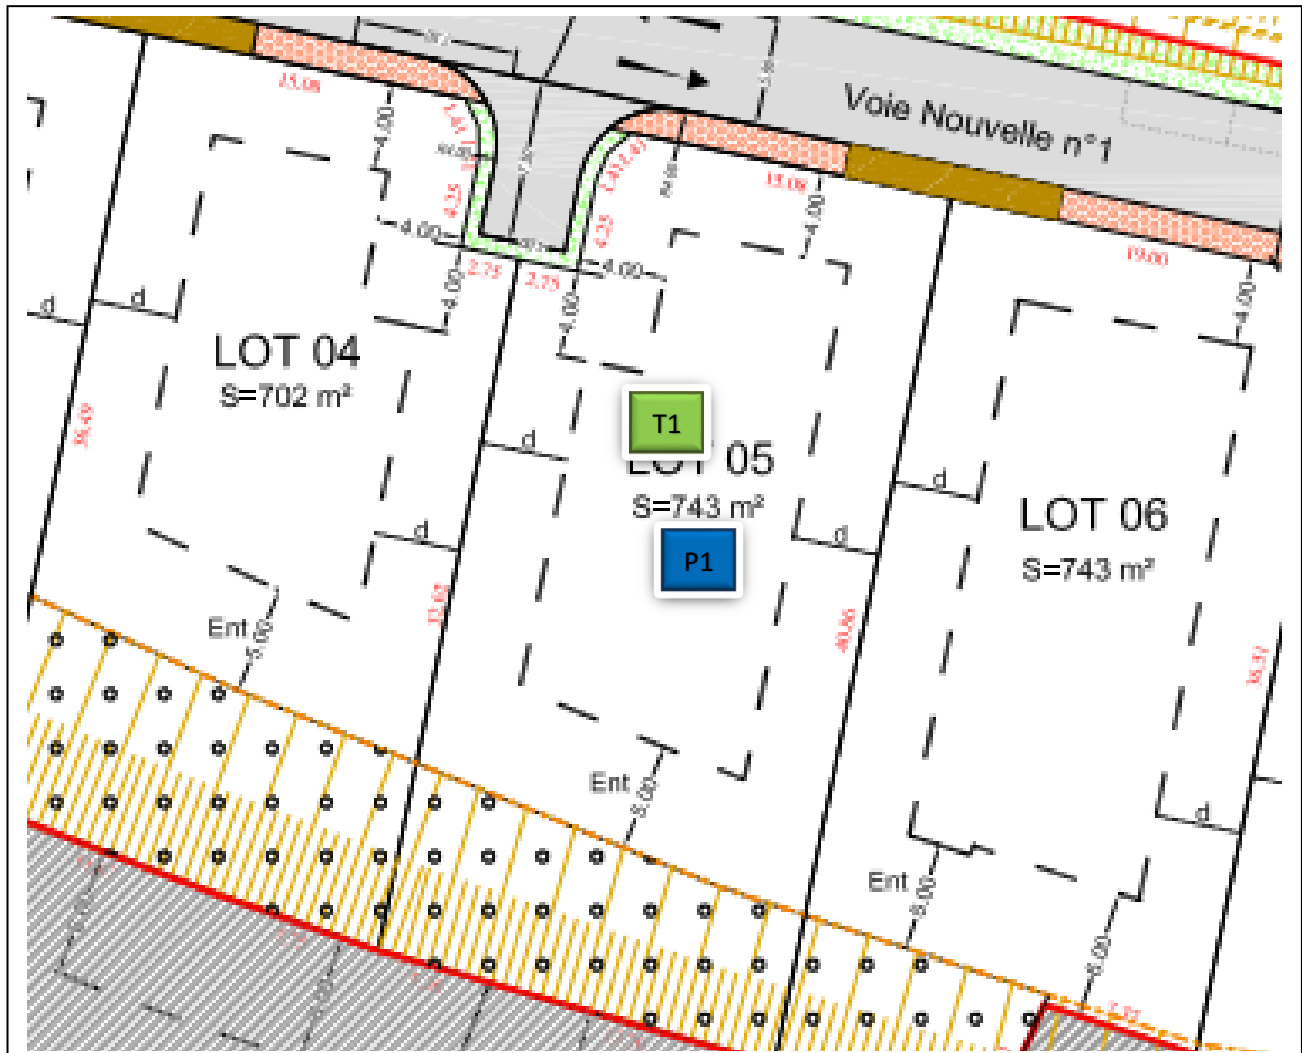 Voie Nouvelle n°1
15.08
4.00
4.25
4.00
2.75
2.75
4.00
4.00
4.25
4.00
15.08
4.00
19.00
4.00
d
d
LOT 04
S=702 m²
36.49
d
Ent
5.00
d
T1
LOT 05
S=743 m²
P1
d
40.86
Ent
5.00
d
LOT 06
S=743 m²
d
Ent
5.00
5.00